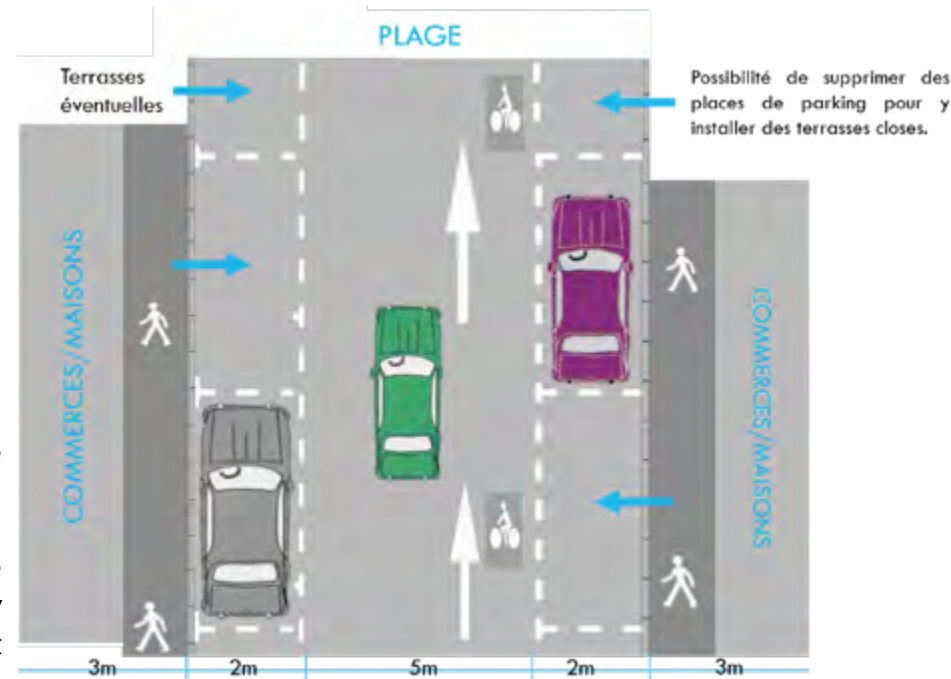 PLAGE
Terrasses
éventuelles
Possibilité de supprimer des
places de parking pour y
installer des terrasses closes.
COMMERCES/MAISONS
COMMERCES/MAISONS
3m 2m 5m 2m 3m